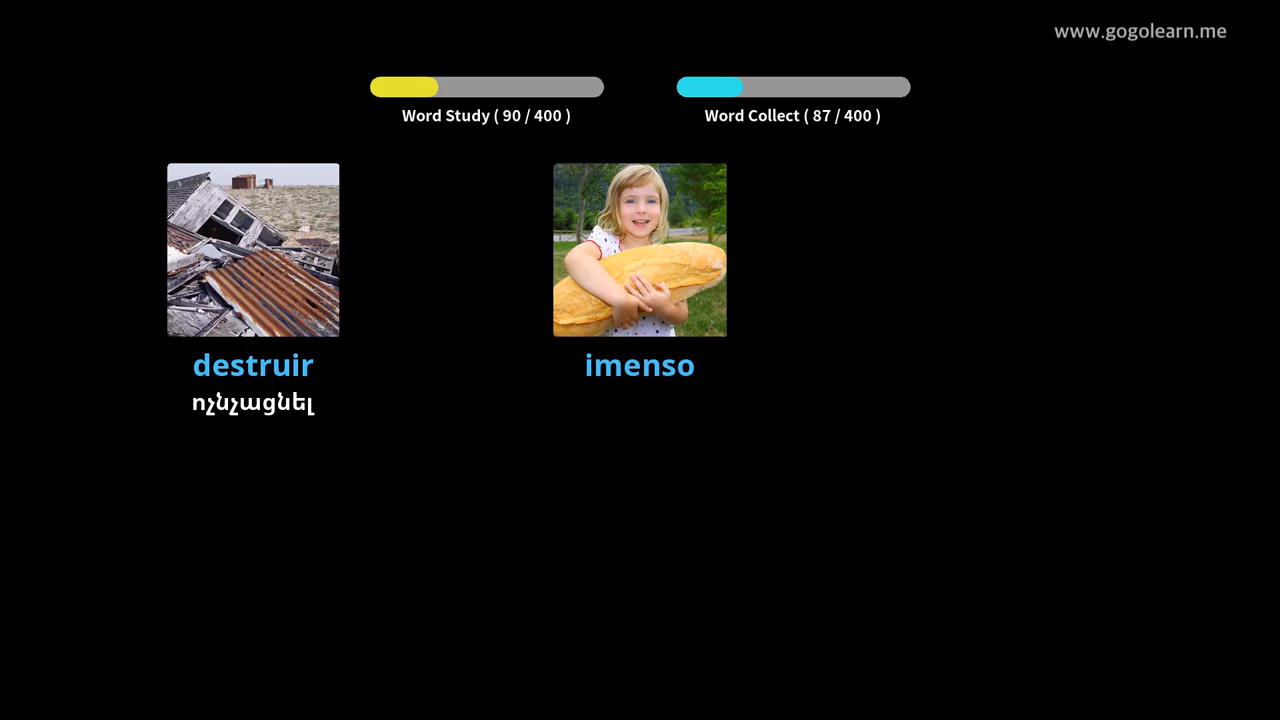 www.gogolearn.me
Word Study ( 90 / 400 )
Word Collect ( 87 / 400 )
destruir
ոչնչացնել
imenso